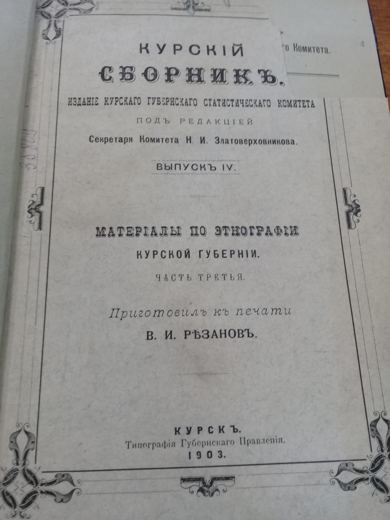 КУРСКІЙ
го Комитета.
СБОРНИКЪ.
ИЗДАНІЕ КУРСКАГО ГУБЕРНСКАГО СТАТИСТИЧЕСКАГО КОМИТЕТА
ПОДЪ РЕДАКЦІЕЙ
Секретаря Комитета Н. И. Златоверховникова.
ВЫПУСКЪ IV.
МАТЕРІАЛЫ ПО ЭТНОГРАФІИ
КУРСКОЙ ГУБЕРНІИ.
ЧАСТЬ ТРЕТЬЯ.
Приготовилъ къ печати
В. И. РѢЗАНОВЪ.
КУРСКЪ.
Типографія Губернскаго Правленія.
1903.